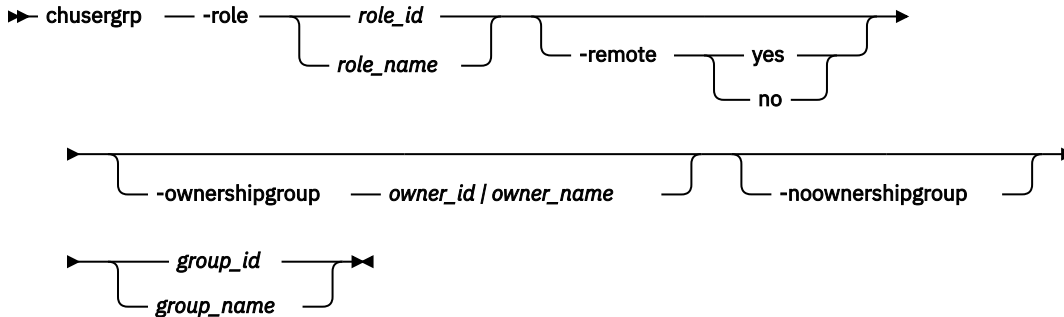 chusergrp -role role_id
role_name
-remote yes
no
-ownershipgroup owner_id / owner_name
-noownershipgroup
group_id
group_name